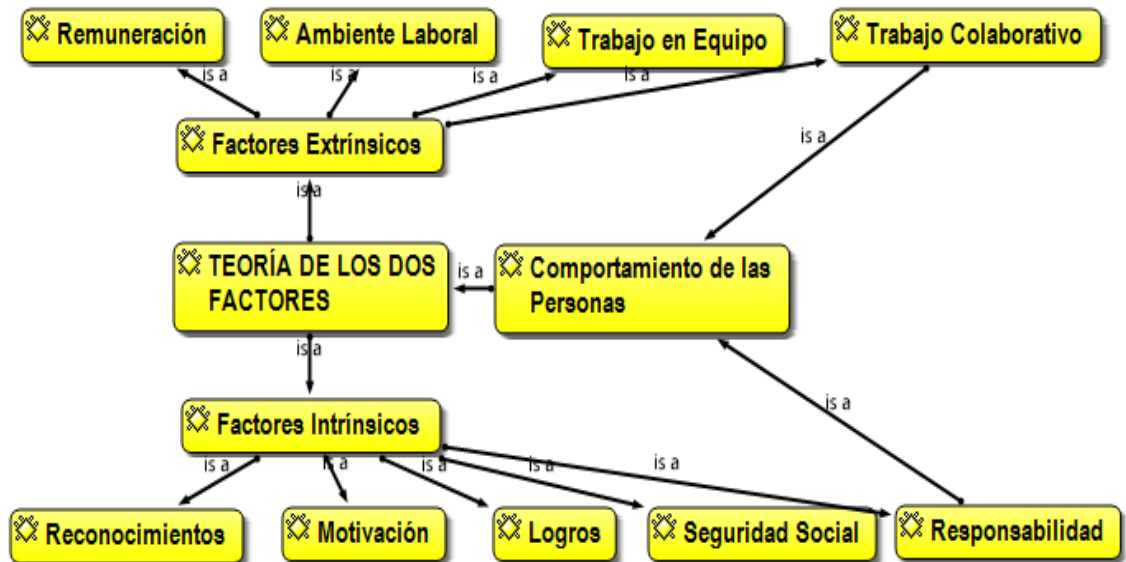 Remuneración
Ambiente Laboral
Trabajo en Equipo
Trabajo Colaborativo
is a
is a
is a
is a
Factores Extrínsicos
is a
is a
TEORÍA DE LOS DOS
FACTORES
is a
Comportamiento de las
Personas
is a
is a
Factores Intrínsicos
is a
is a
is a
is a
is a
Reconocimientos
Motivación
Logros
Seguridad Social
Responsabilidad